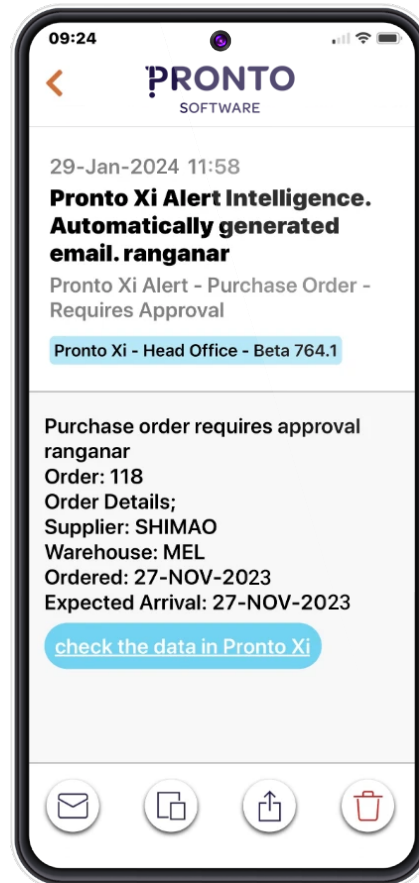 09:24
PRONTO
SOFTWARE
29-Jan-2024 11:58
Pronto Xi Alert Intelligence.
Automatically generated
email. ranganar
Pronto Xi Alert - Purchase Order -
Requires Approval
Pronto Xi - Head Office - Beta 764.1
Purchase order requires approval
ranganar
Order: 118
Order Details;
Supplier: SHIMAO
Warehouse: MEL
Ordered: 27-NOV-2023
Expected Arrival: 27-NOV-2023
check the data in Pronto Xi